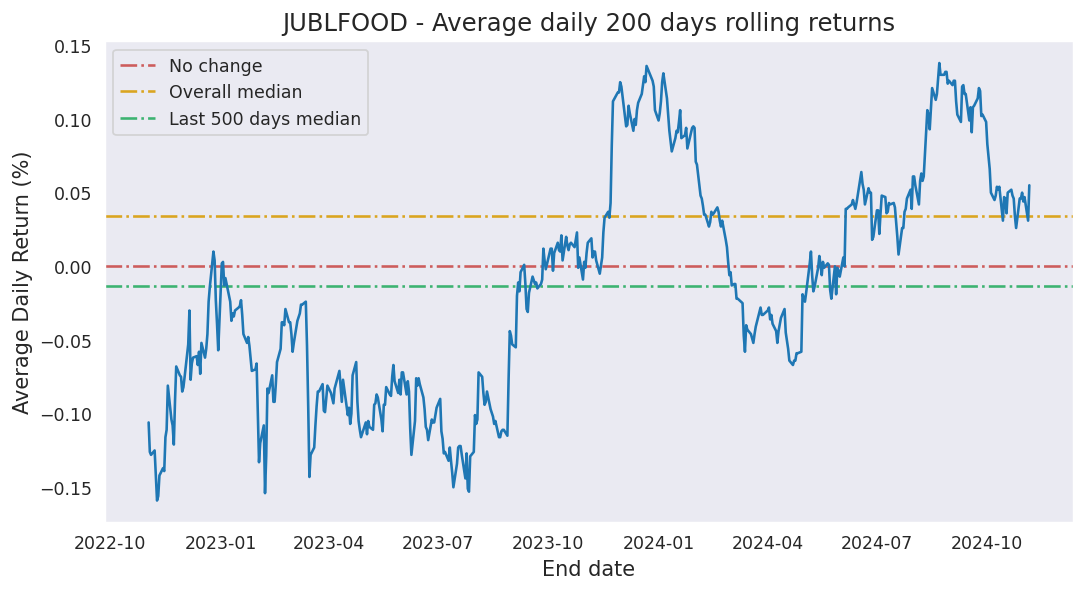 JUBLFOOD - Average daily 200 days rolling returns
0.15
0.10
0.05
0.00
−0.05
−0.10
−0.15
Average Daily Return (%)
No change
Overall median
Last 500 days median
2022-10 2023-01 2023-04 2023-07 2023-10 2024-01 2024-04 2024-07 2024-10
End date